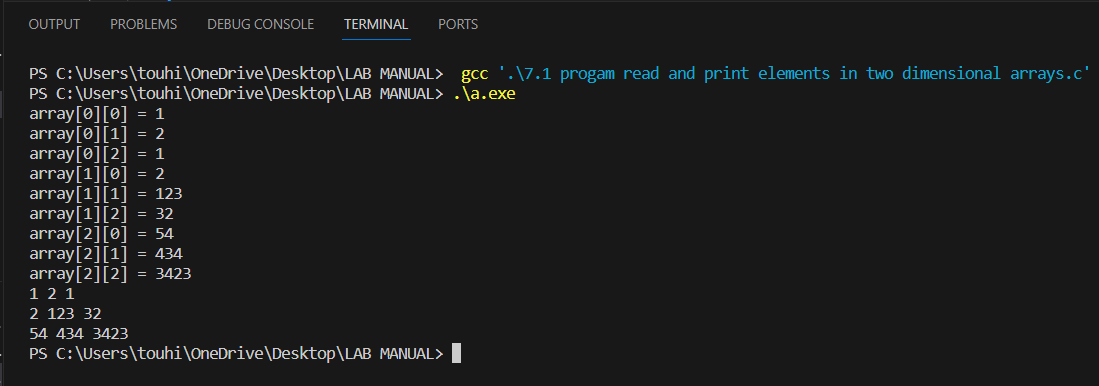 OUTPUT PROBLEMS DEBUG CONSOLE TERMINAL PORTS
PS C:\Users\touhi\OneDrive\Desktop\LAB MANUAL>  gcc '.\7.1 progam read and print elements in two dimensional arrays.c'
PS C:\Users\touhi\OneDrive\Desktop\LAB MANUAL> .\a.exe
array[0][0] = 1
array[0][1] = 2
array[0][2] = 1
array[1][0] = 2
array[1][1] = 123
array[1][2] = 32
array[2][0] = 54
array[2][1] = 434
array[2][2] = 3423
1 2 1
2 123 32
54 434 3423
PS C:\Users\touhi\OneDrive\Desktop\LAB MANUAL>